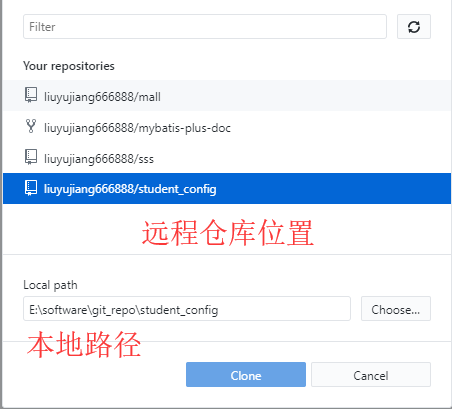 Filter
Your repositories
liuyujiang666888/mall
liuyujiang666888/mybatis-plus-doc
liuyujiang666888/sss
liuyujiang666888/student_config
远程仓库位置
Local path
E:\software\git_repo\student_config
Choose...
本地路径
Clone
Cancel